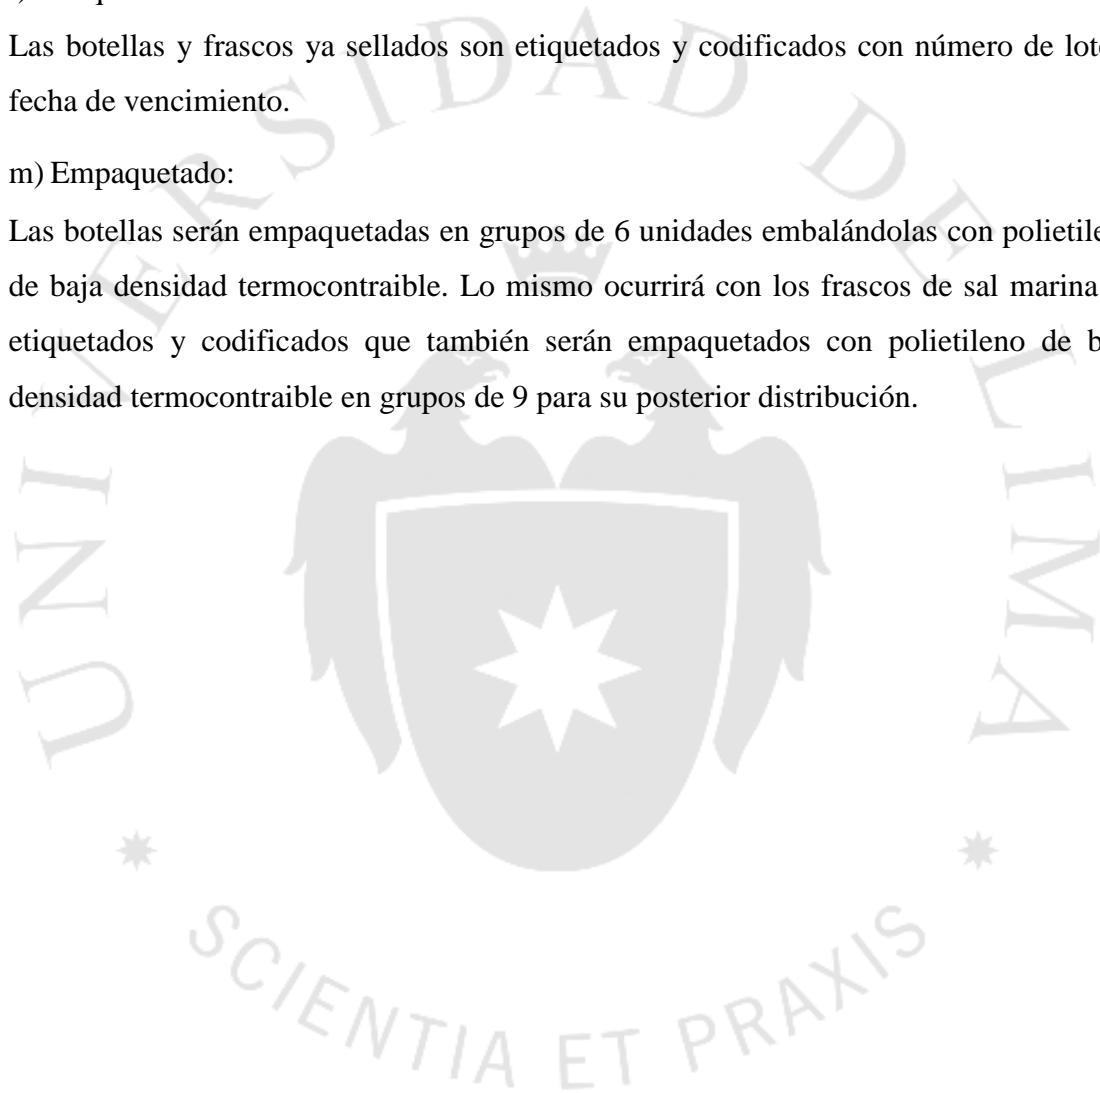 Las botellas y frascos ya sellados son etiquetados y codificados con número de
fecha de vencimiento.
m) Empaquetado:
Las botellas serán empaquetadas en grupos de 6 unidades embalándolas con
de baja densidad termocontraible. Lo mismo ocurrirá con los frascos de sal marina
etiquetados y codificados que también serán empaquetados con polietileno de
densidad termocontraible en grupos de 9 para su posterior distribución.
UNIVERSIDAD DE LIMA
SCIENTIA ET PRAXIS